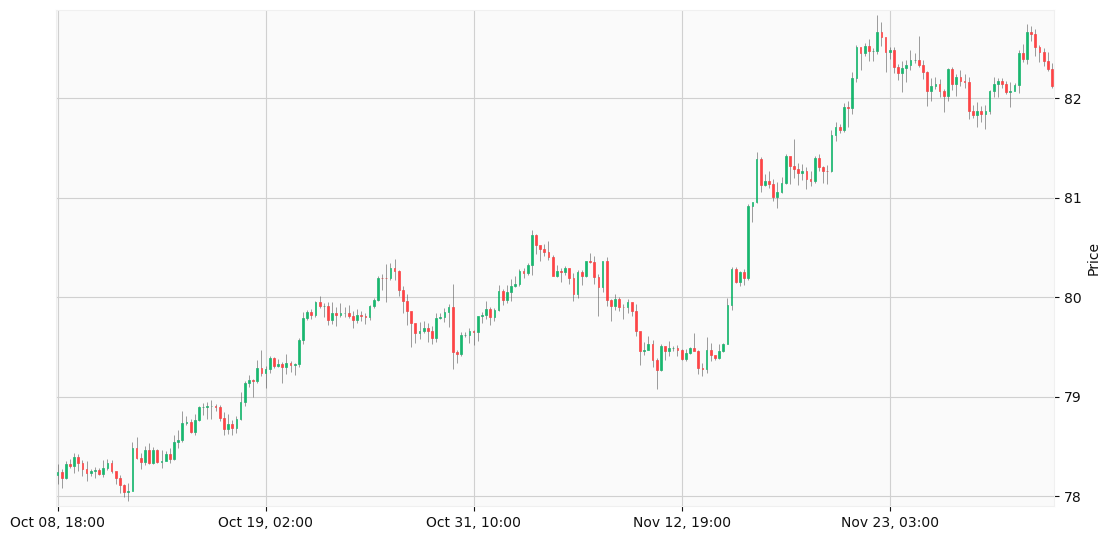 82
81
80
79
78
Price
Oct 08, 18:00
Oct 19, 02:00
Oct 31, 10:00
Nov 12, 19:00
Nov 23, 03:00